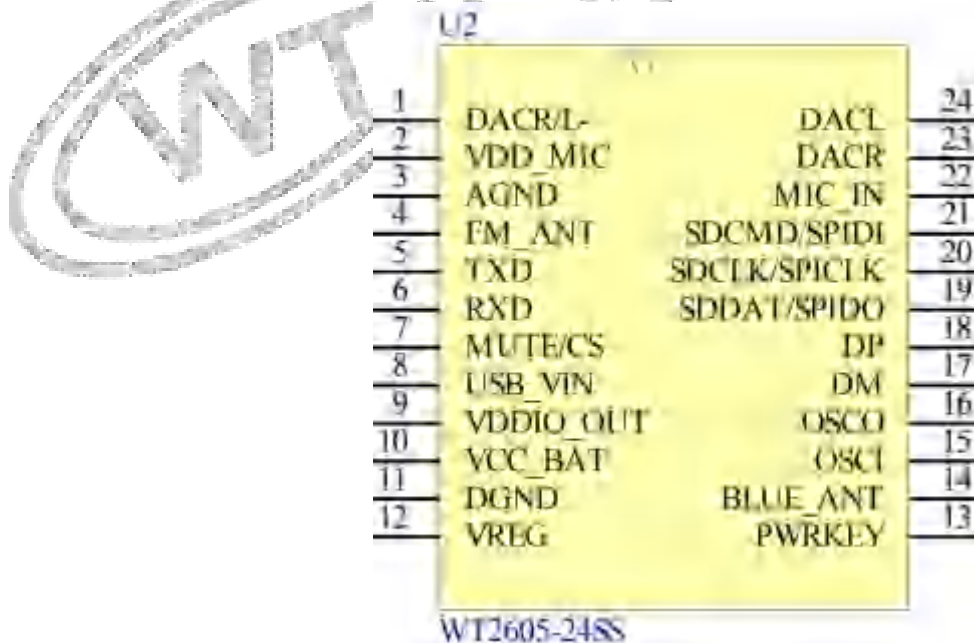 WT
U2
1 DACR/L- DACL 24
2 VDD_MIC DACR 23
3 AGND MIC_IN 22
4 FM_ANT SDCMD/SPIDI 21
5 TXD SDCLK/SPICLK 20
6 RXD SDDAT/SPIDO 19
7 MUTE/CS DP 18
8 USB_VIN DM 17
9 VDDIO_OUT OSCO 16
10 VCC_BAT OSCI 15
11 DGND BLUE_ANT 14
12 VREG PWRKEY 13
WT2605-24SS